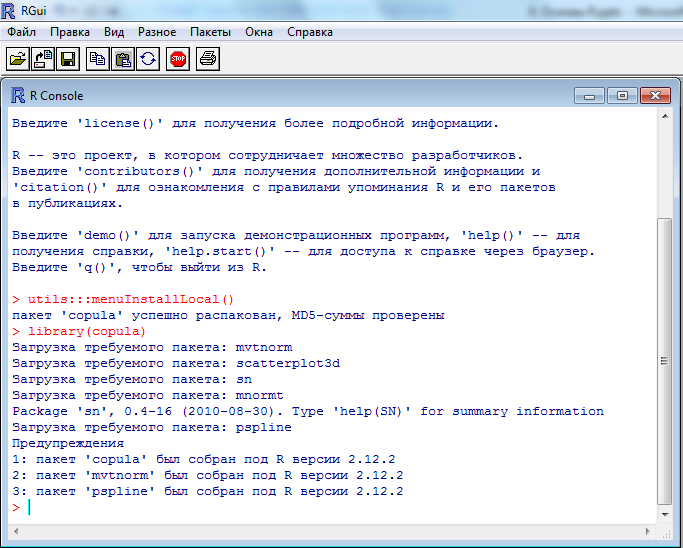 RGui
Файл Правка Вид Разное Пакеты Окна Справка
STOP
R Console
Введите 'license()' для получения более подробной информации.
R -- это проект, в котором сотрудничает множество разработчиков.
Введите 'contributors()' для получения дополнительной информации и
'citation()' для ознакомления с правилами упоминания R и его пакетов
в публикациях.
Введите 'demo()' для запуска демонстрационных программ, 'help()' -- для
получения справки, 'help.start()' -- для доступа к справке через браузер.
Введите 'q()', чтобы выйти из R.
> utils:::menuInstallLocal()
пакет 'copula' успешно распакован, MD5-суммы проверены
> library(copula)
Загрузка требуемого пакета: mvtnorm
Загрузка требуемого пакета: scatterplot3d
Загрузка требуемого пакета: sn
Загрузка требуемого пакета: mnormt
Package 'sn', 0.4-16 (2010-08-30). Type 'help(SN)' for summary information
Загрузка требуемого пакета: pspline
Предупреждения
1: пакет 'copula' был собран под R версии 2.12.2
2: пакет 'mvtnorm' был собран под R версии 2.12.2
3: пакет 'pspline' был собран под R версии 2.12.2
>